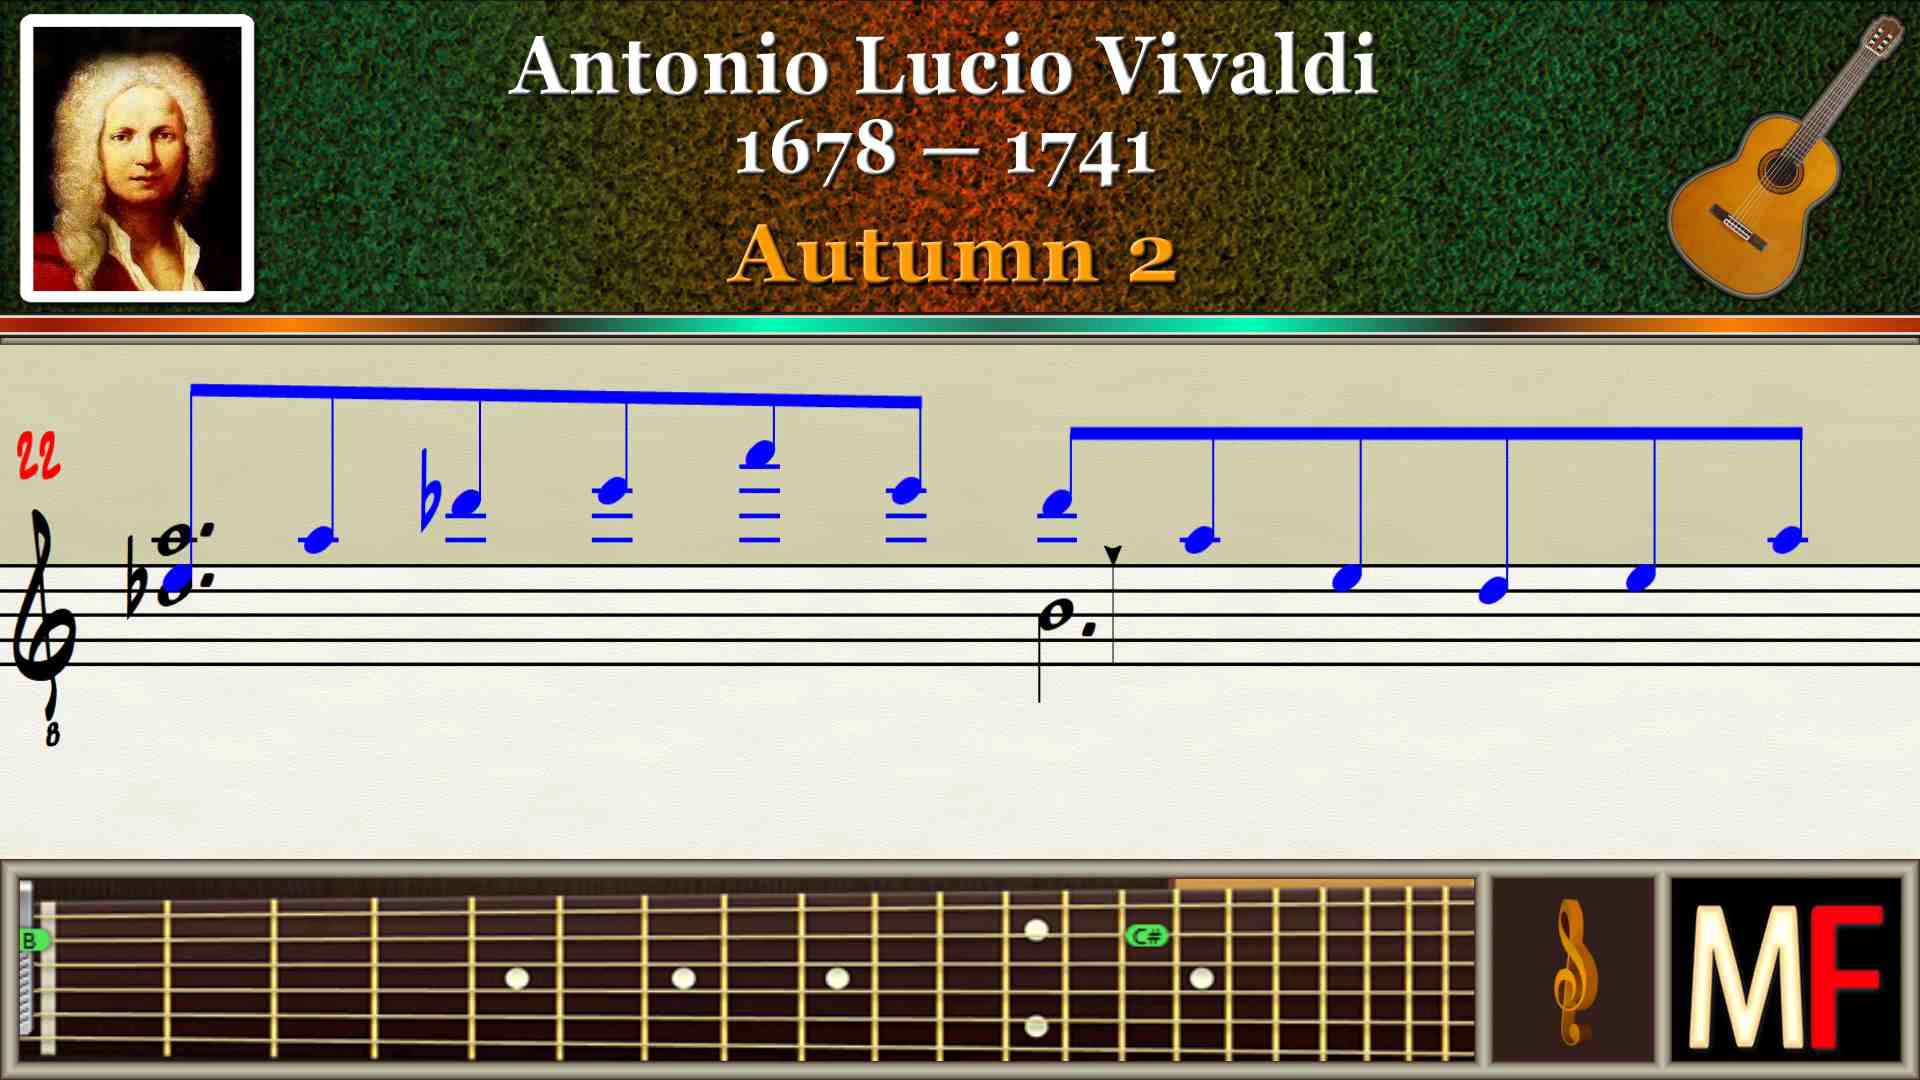 Antonio Lucio Vivaldi
1678 — 1741
Autumn 2
22
8
B
C#
MF